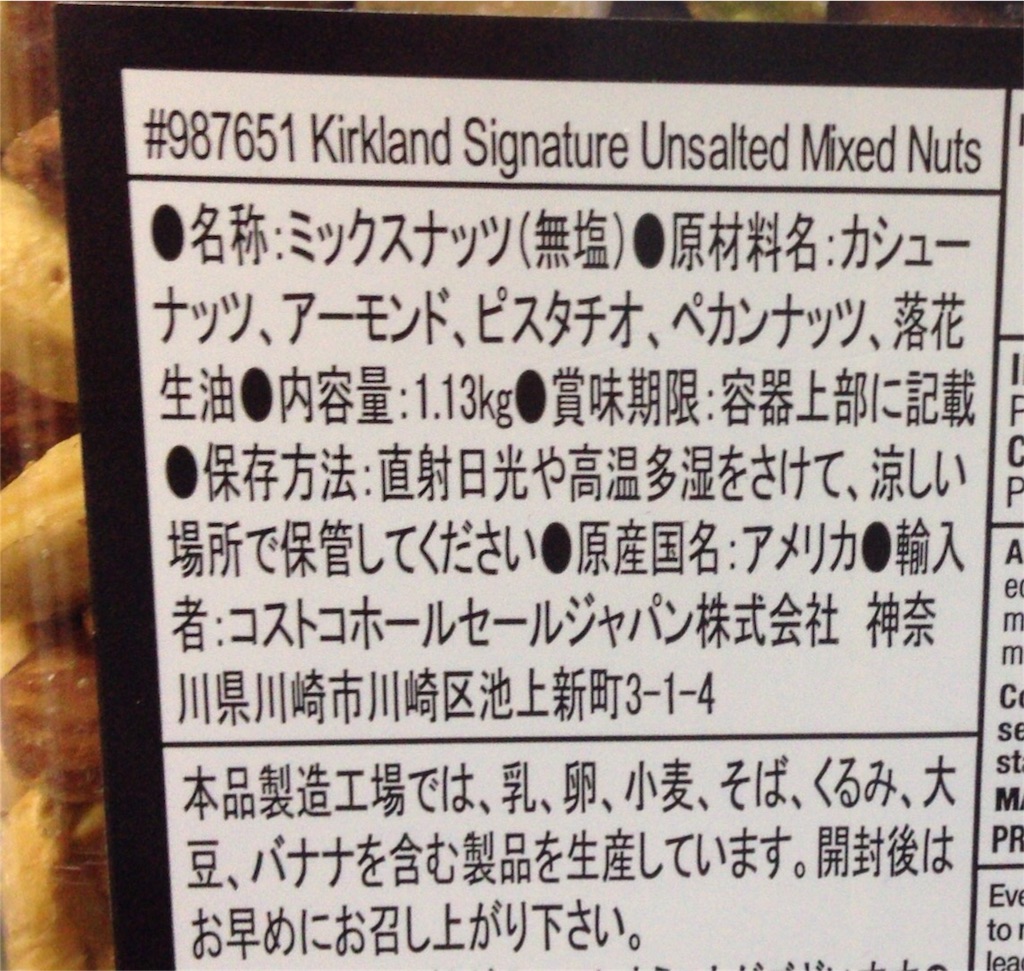 #987651 Kirkland Signature Unsalted Mixed Nuts
●名称:ミックスナッツ(無塩)●原材料名:カシュー
ナッツ、アーモンド、ピスタチオ、ペカンナッツ、落花
生油●内容量:1.13kg●賞味期限:容器上部に記載
●保存方法:直射日光や高温多湿をさけて、涼しい
場所で保管してください●原産国名:アメリカ●輸入
者:コストコホールセールジャパン株式会社 神奈
川県川崎市川崎区池上新町3-1-4
本品製造工場では、乳、卵、小麦、そば、くるみ、大
豆、バナナを含む製品を生産しています。開封後は
お早めにお召し上がり下さい。